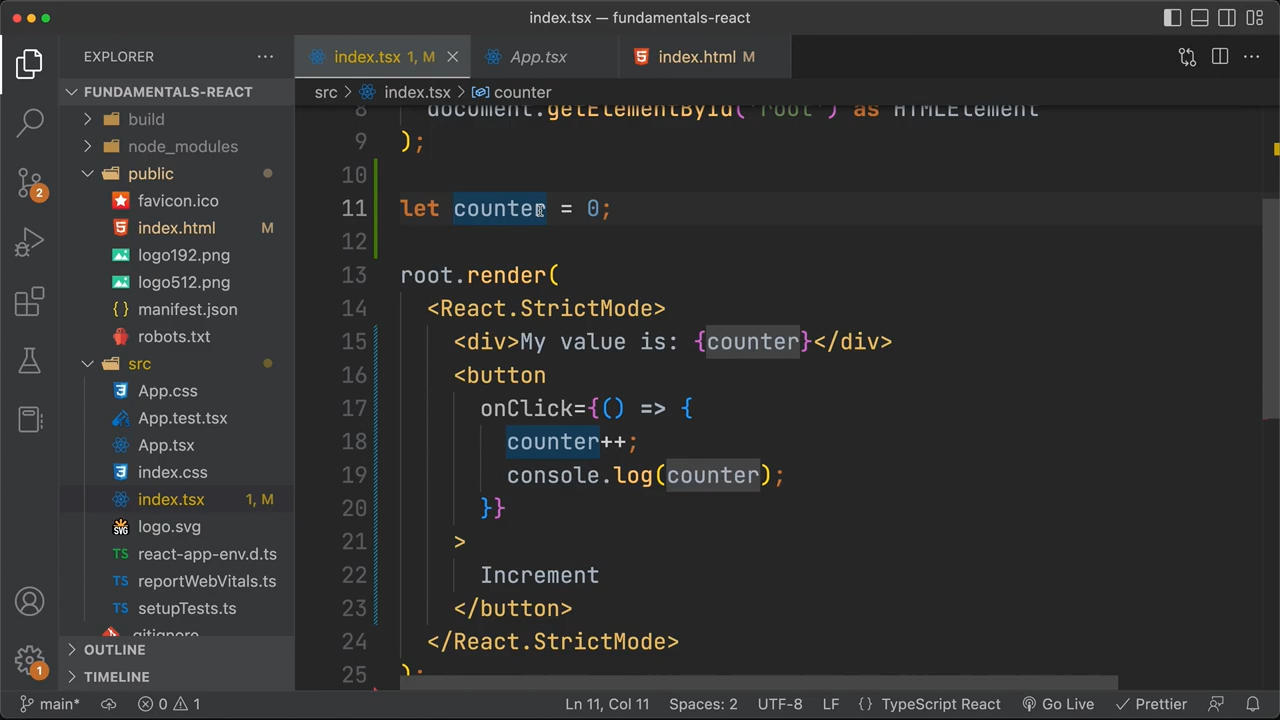 index.tsx — fundamentals-react
EXPLORER
index.tsx 1, M
App.tsx
index.html M
FUNDAMENTALS-REACT
src > index.tsx > counter
build
node_modules
public
favicon.ico
index.html M
logo192.png
logo512.png
manifest.json
robots.txt
src
App.css
App.test.tsx
App.tsx
index.css
index.tsx 1, M
logo.svg
react-app-env.d.ts
reportWebVitals.ts
setupTests.ts
.gitignore
OUTLINE
TIMELINE
8 document.getElementById('root') as HTMLElement
9 );
10
11 let counter = 0;
12
13 root.render(
14 <React.StrictMode>
15 <div>My value is: {counter}</div>
16 <button
17 onClick={() => {
18 counter++;
19 console.log(counter);
20 }}
21 >
22 Increment
23 </button>
24 </React.StrictMode>
25 );
2
1
main* 0 1 Ln 11, Col 11 Spaces: 2 UTF-8 LF {} TypeScript React Go Live Prettier